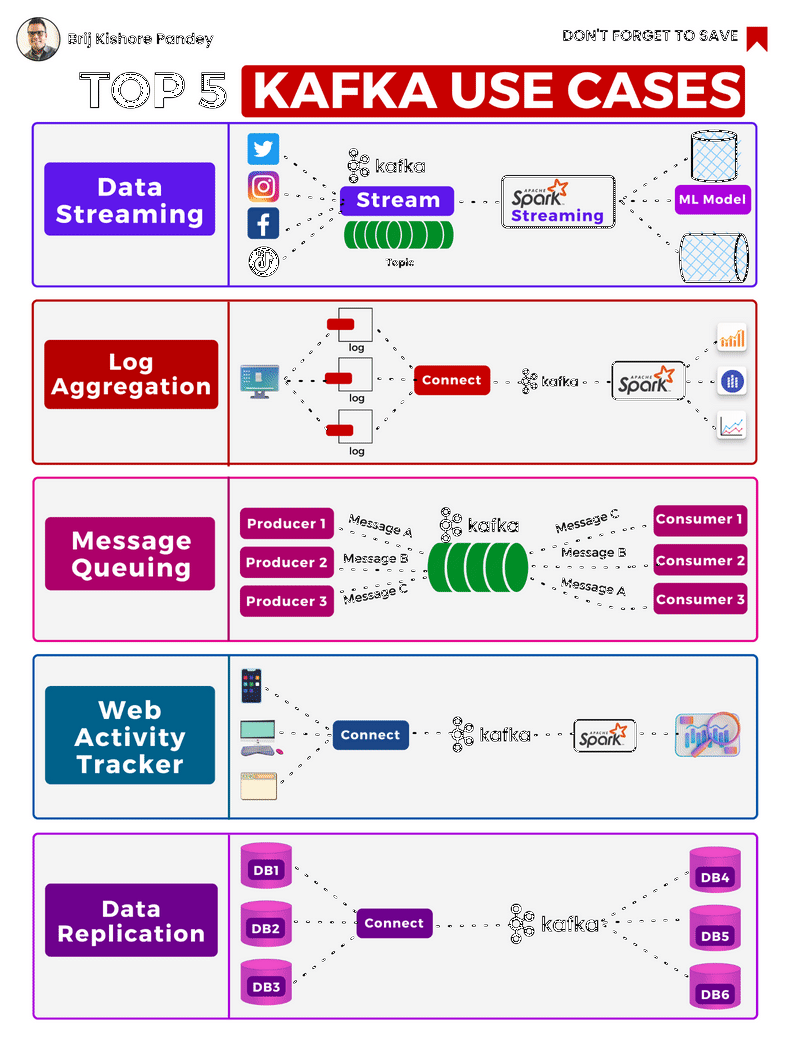 Brij Kishore Pandey
DON'T FORGET TO SAVE
TOP 5 KAFKA USE CASES
Data
Streaming
kafka
Stream
Topic
APACHE
Spark
Streaming
ML Model
Log
Aggregation
log
log
log
Connect
kafka
APACHE
Spark
Message
Queuing
Producer 1
Producer 2
Producer 3
Message A
Message B
Message C
kafka
Message C
Message B
Message A
Consumer 1
Consumer 2
Consumer 3
Web
Activity
Tracker
Connect
kafka
APACHE
Spark
Data
Replication
DB1
DB2
DB3
Connect
kafka
DB4
DB5
DB6